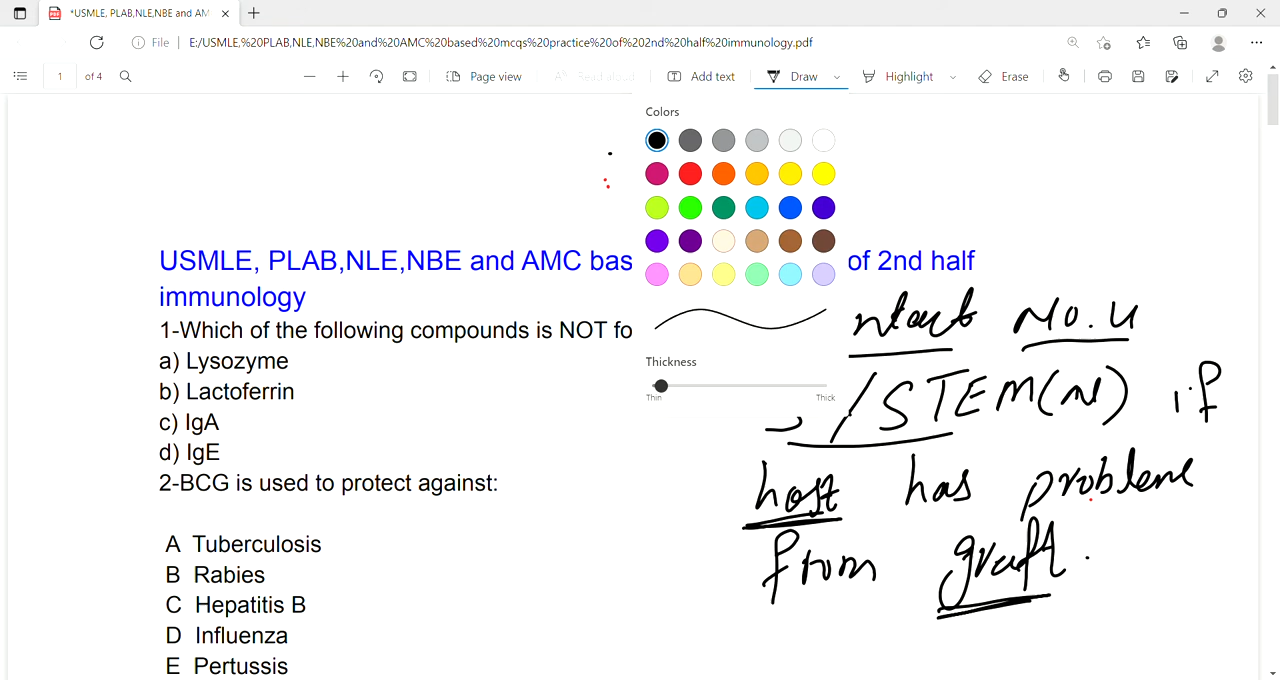 *USMLE, PLAB,NLE,NBE and AM
File E:/USMLE,%20PLAB,NLE,NBE%20and%20AMC%20based%20mcqs%20practice%20of%202nd%20half%20immunology.pdf
1 of 4 Page view Read aloud Add text Draw Highlight Erase
Colors
Thickness
Thin Thick
USMLE, PLAB,NLE,NBE and AMC bas of 2nd half
immunology
1-Which of the following compounds is NOT fo
a) Lysozyme
b) Lactoferrin
c) IgA
d) IgE
2-BCG is used to protect against:
A Tuberculosis
B Rabies
C Hepatitis B
D Influenza
E Pertussis
/STEM(N) if
host has problem
from graft.